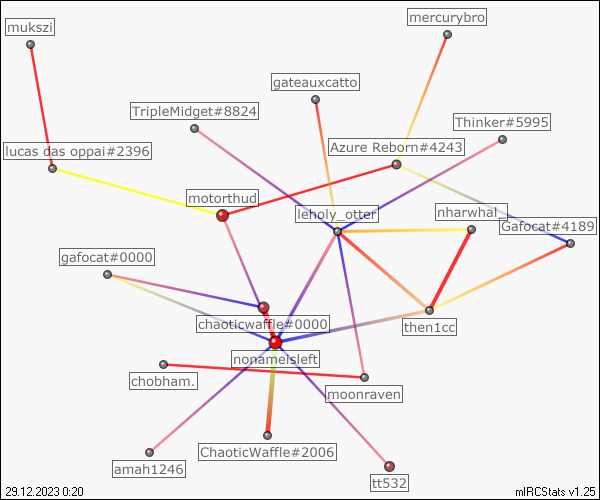 mercurybro
mukszi
gateauxcatto
TripleMidget#8824
Thinker#5995
Azure Reborn#4243
lucas das oppai#2396
motorthud
leholy_otter
nharwhal_
Gafocat#4189
gafocat#0000
chaoticwaffle#0000
then1cc
nonameisleft
chobham.
moonraven
ChaoticWaffle#2006
amah1246
tt532
29.12.2023 0:20
mIRCStats v1.25